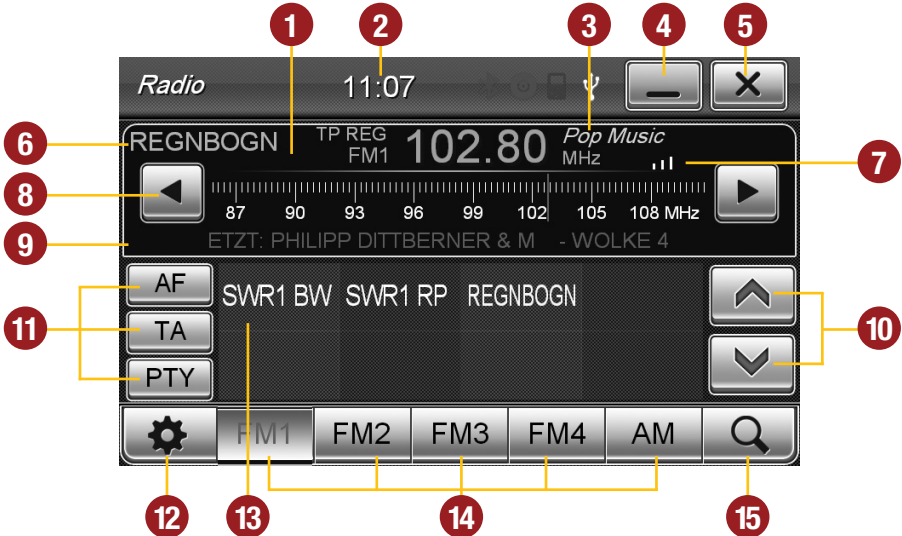 1 2 3 4 5
Radio 11:07
6 REGNBOGN TP REG FM1 102.80 Pop Music MHz
7
8
87 90 93 96 99 102 105 108 MHz
9 ETZT: PHILIPP DITTBERNER & M - WOLKE 4
AF SWR1 BW SWR1 RP REGNBOGN
11 TA 10
PTY
FM1 FM2 FM3 FM4 AM
12 13 14 15